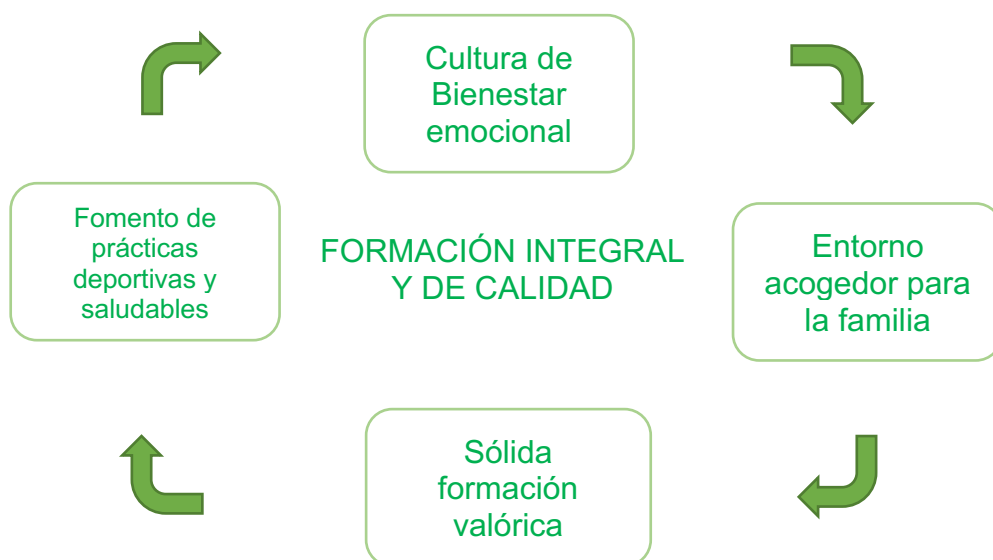 Cultura de
Bienestar
emocional
Fomento de
prácticas
deportivas y
saludables
FORMACIÓN INTEGRAL
Y DE CALIDAD
Entorno
acogedor para
la familia
Sólida
formación
valórica